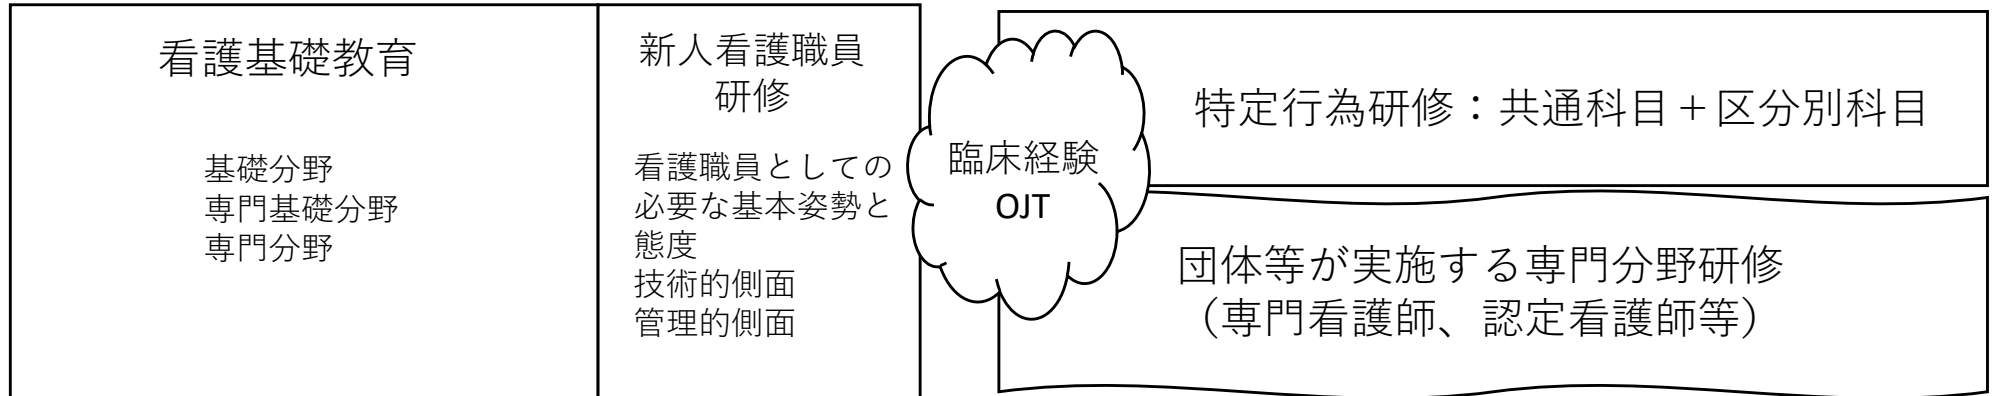 看護基礎教育
基礎分野
専門基礎分野
専門分野
新人看護職員
研修
看護職員としての
必要な基本姿勢と
態度
技術的側面
管理的側面
臨床経験
OJT
特定行為研修：共通科目＋区分別科目
団体等が実施する専門分野研修
（専門看護師、認定看護師等）